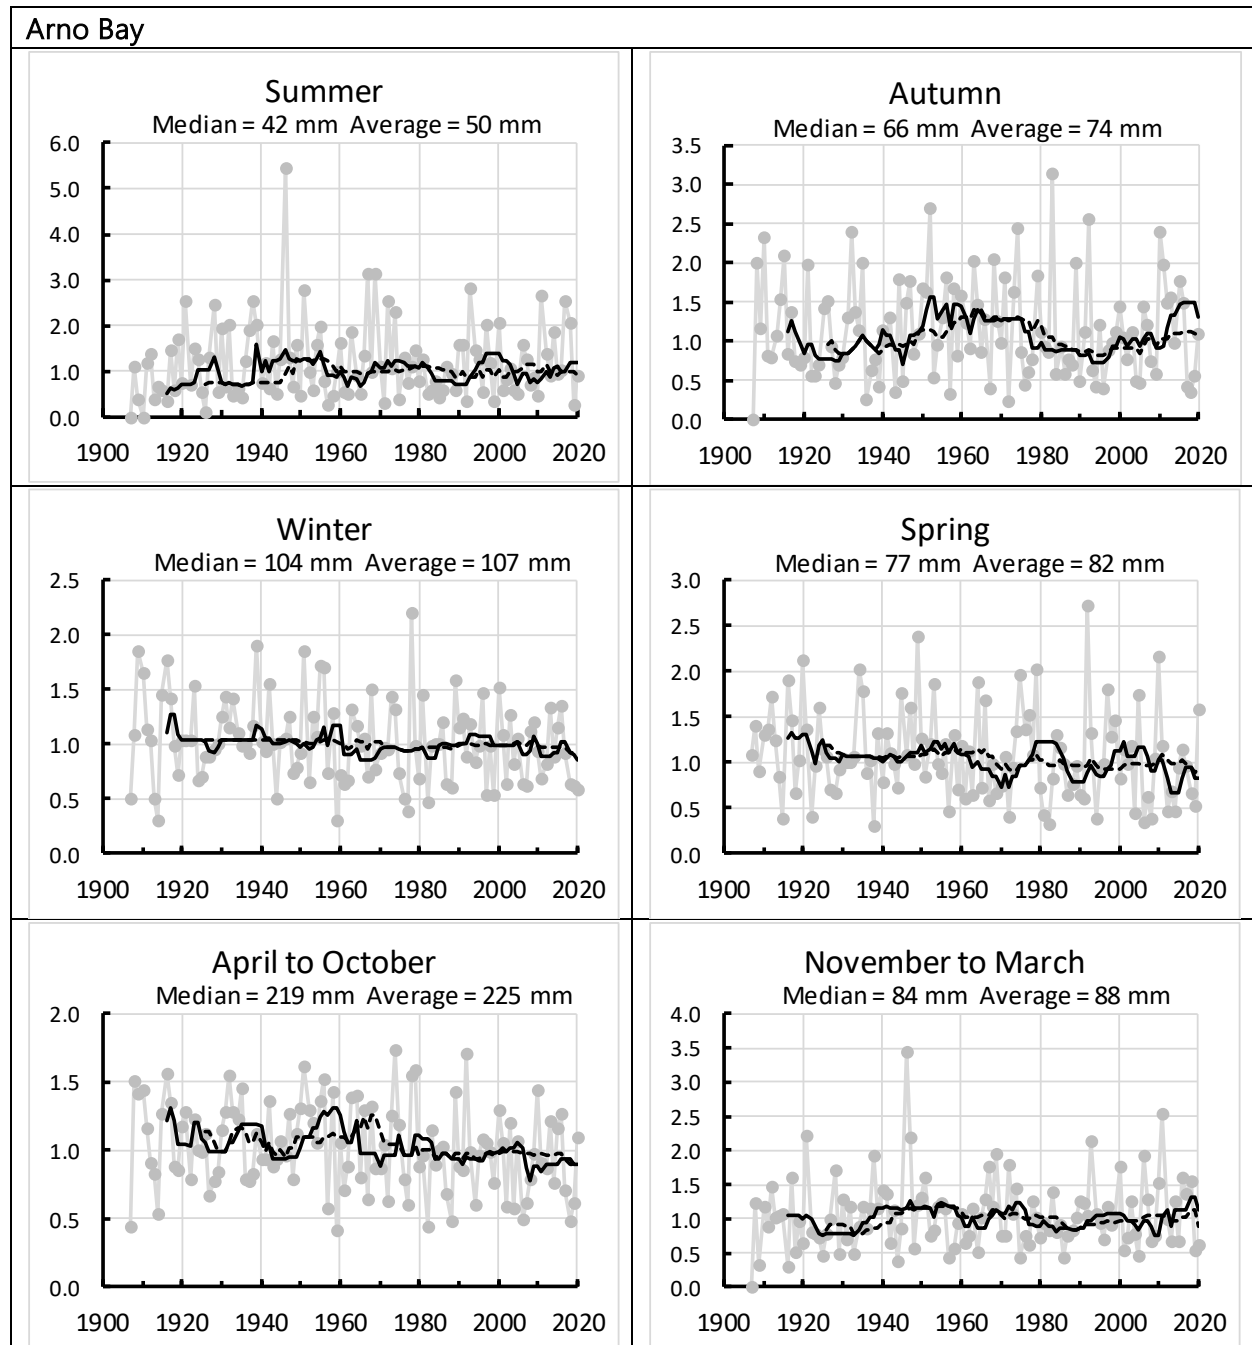 Arno Bay
Summer
Median = 42 mm Average = 50 mm
6.0
5.0
4.0
3.0
2.0
1.0
0.0
1900 1920 1940 1960 1980 2000 2020
Autumn
Median = 66 mm Average = 74 mm
3.5
3.0
2.5
2.0
1.5
1.0
0.5
0.0
1900 1920 1940 1960 1980 2000 2020
Winter
Median = 104 mm Average = 107 mm
2.5
2.0
1.5
1.0
0.5
0.0
1900 1920 1940 1960 1980 2000 2020
Spring
Median = 77 mm Average = 82 mm
3.0
2.5
2.0
1.5
1.0
0.5
0.0
1900 1920 1940 1960 1980 2000 2020
April to October
Median = 219 mm Average = 225 mm
2.0
1.5
1.0
0.5
0.0
1900 1920 1940 1960 1980 2000 2020
November to March
Median = 84 mm Average = 88 mm
4.0
3.5
3.0
2.5
2.0
1.5
1.0
0.5
0.0
1900 1920 1940 1960 1980 2000 2020